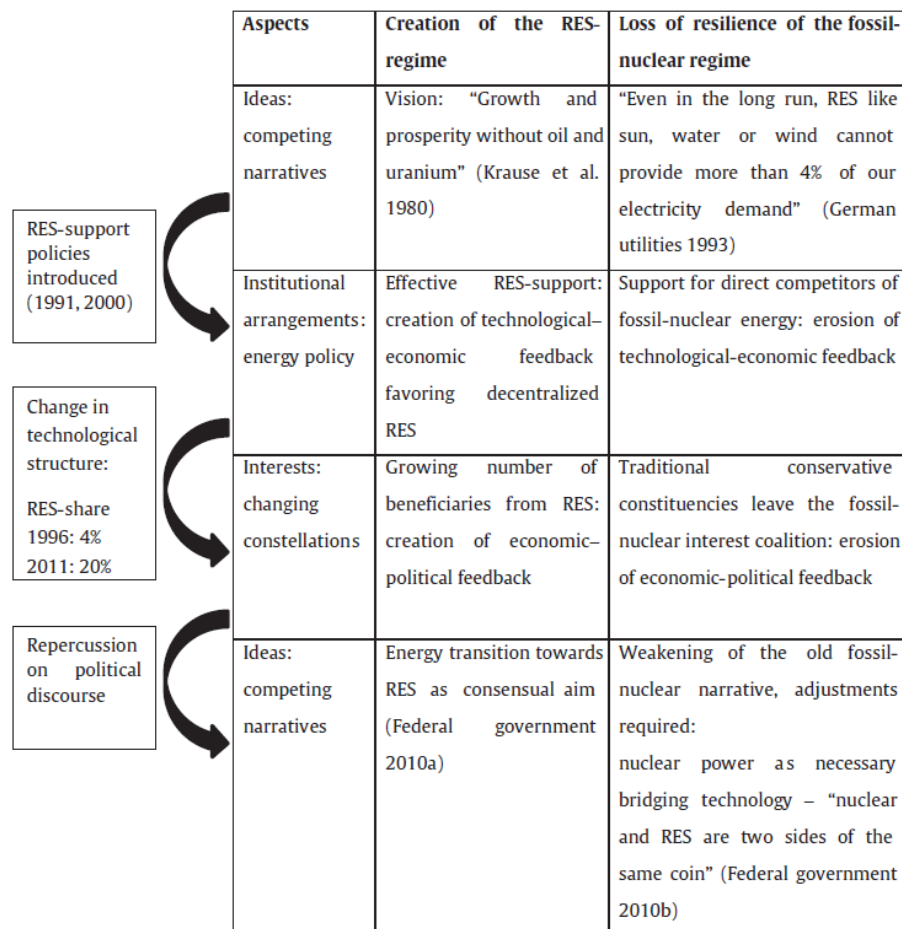 Aspects
Creation of the RES-
regime
Loss of resilience of the fossil-
nuclear regime
Ideas:
competing
narratives
Vision: “Growth and
prosperity without oil and
uranium” (Krause et al.
1980)
“Even in the long run, RES like
sun, water or wind cannot
provide more than 4% of our
electricity demand” (German
utilities 1993)
RES-support
policies
introduced
(1991, 2000)
Institutional
arrangements:
energy policy
Effective RES-support:
creation of technological–
economic feedback
favoring decentralized
RES
Support for direct competitors of
fossil-nuclear energy: erosion of
technological-economic feedback
Change in
technological
structure:
RES-share
1996: 4%
2011: 20%
Interests:
changing
constellations
Growing number of
beneficiaries from RES:
creation of economic–
political feedback
Traditional conservative
constituencies leave the fossil-
nuclear interest coalition: erosion
of economic-political feedback
Repercussion
on political
discourse
Ideas:
competing
narratives
Energy transition towards
RES as consensual aim
(Federal government
2010a)
Weakening of the old fossil-
nuclear narrative, adjustments
required:
nuclear power as necessary
bridging technology – “nuclear
and RES are two sides of the
same coin” (Federal government
2010b)